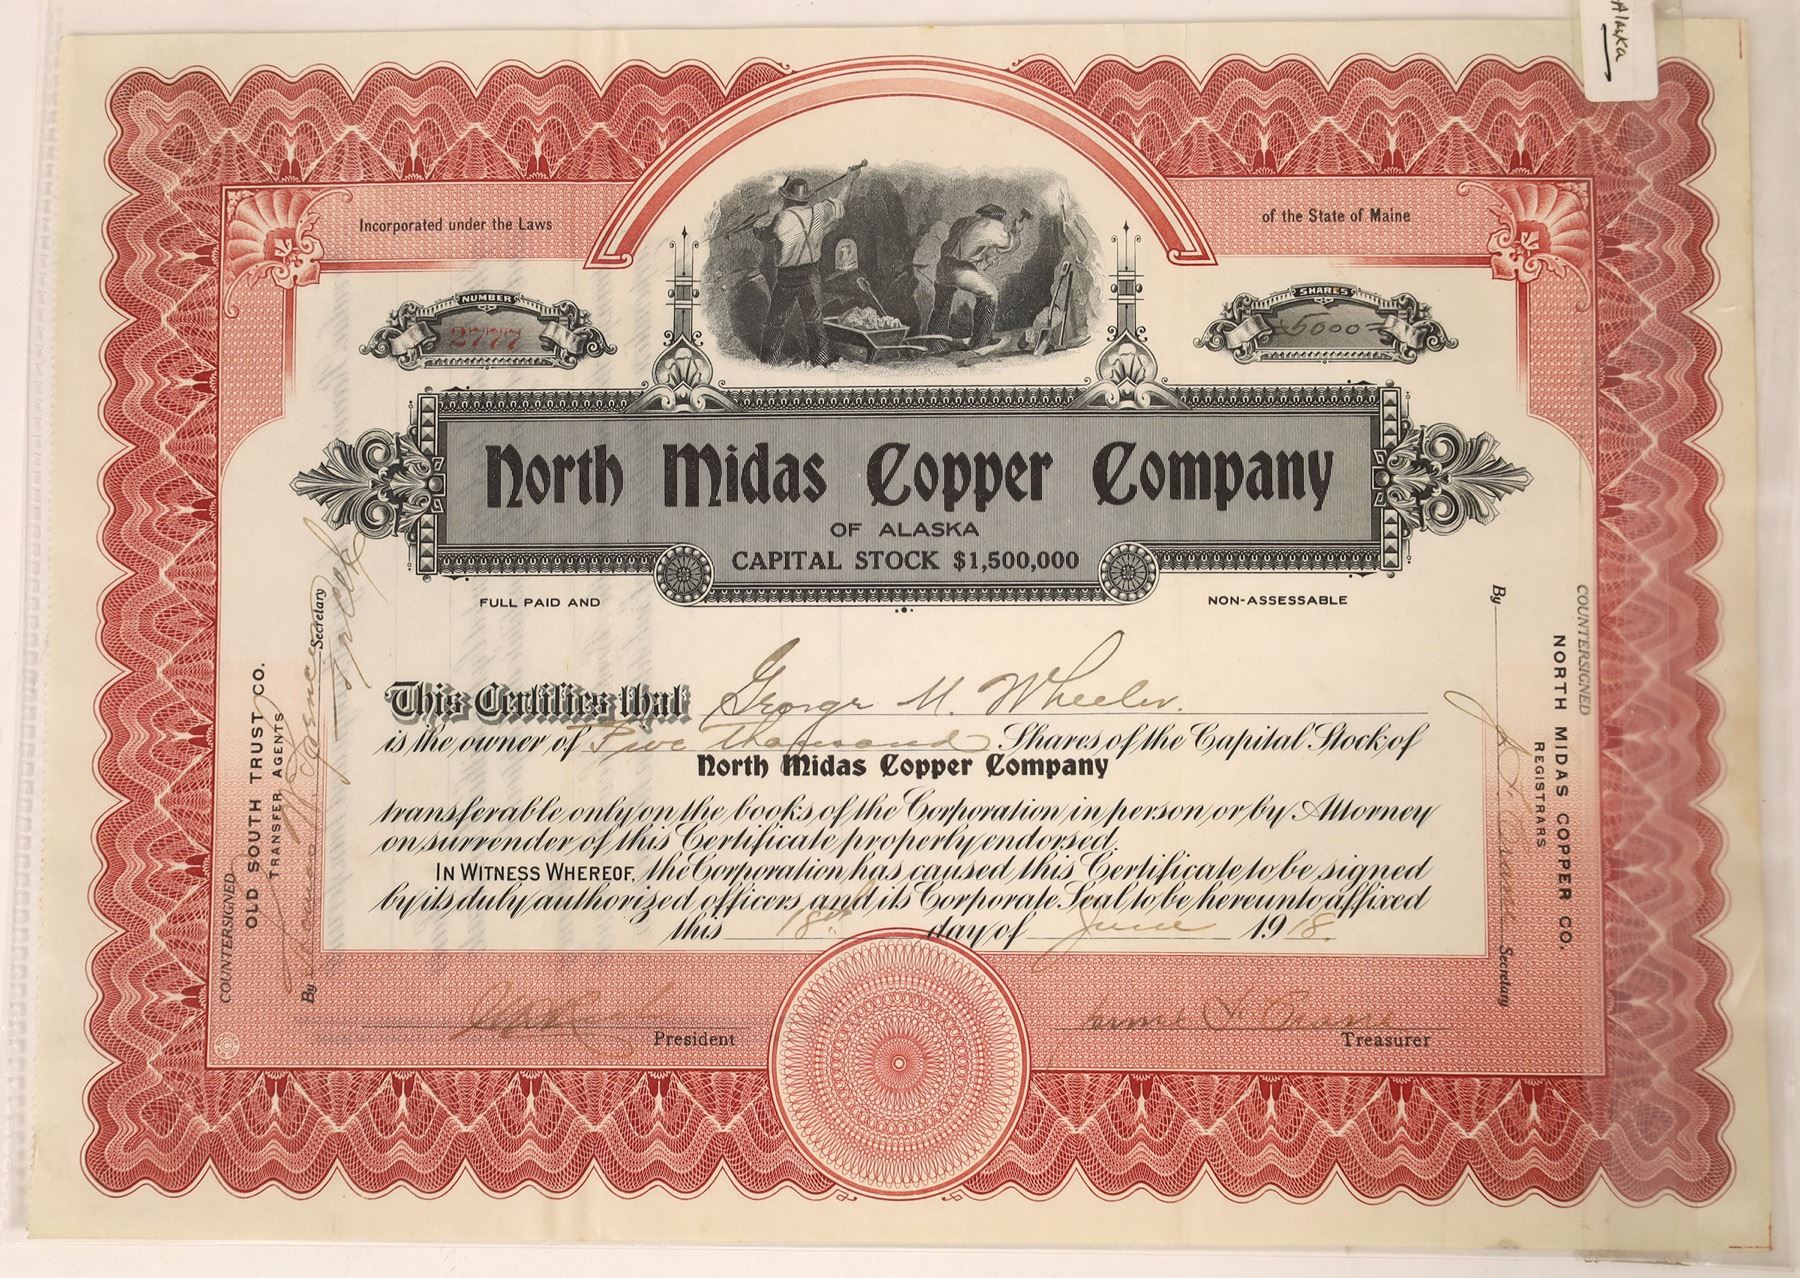 Alaska
Incorporated under the Laws
of the State of Maine
NUMBER
2777
SHARES
5000
North Midas Copper Company
OF ALASKA
CAPITAL STOCK $1,500,000
FULL PAID AND
NON-ASSESSABLE
This Certifies that George M. Wheeler.
is the owner of Five Thousand Shares of the Capital Stock of
North Midas Copper Company
transferable only on the books of the Corporation in person or by Attorney
on surrender of this Certificate properly endorsed.
IN WITNESS WHEREOF, the Corporation has caused this Certificate to be signed
by its duly authorized officers and its Corporate Seal to be hereunto affixed
this 18th day of June 1918.
President
Treasurer
COUNTERSIGNED
OLD SOUTH TRUST CO.
TRANSFER AGENTS
By Secretary
COUNTERSIGNED
NORTH MIDAS COPPER CO.
REGISTRARS
By Secretary